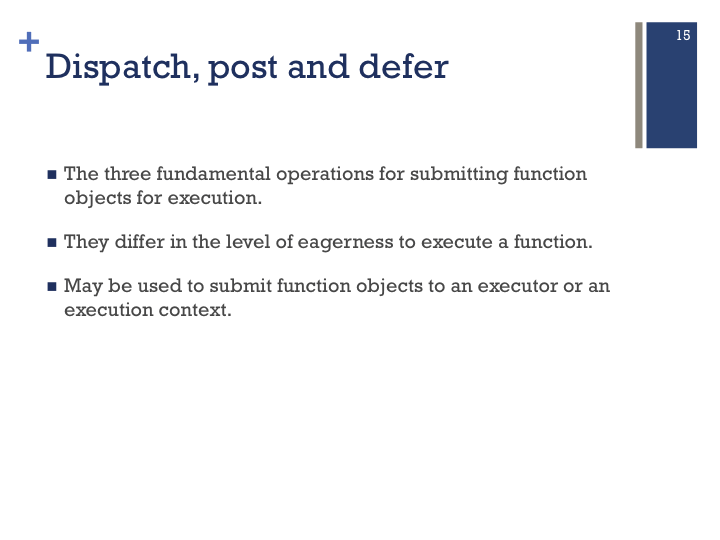 15
+
Dispatch, post and defer
■ The three fundamental operations for submitting function
objects for execution.
■ They differ in the level of eagerness to execute a function.
■ May be used to submit function objects to an executor or an
execution context.